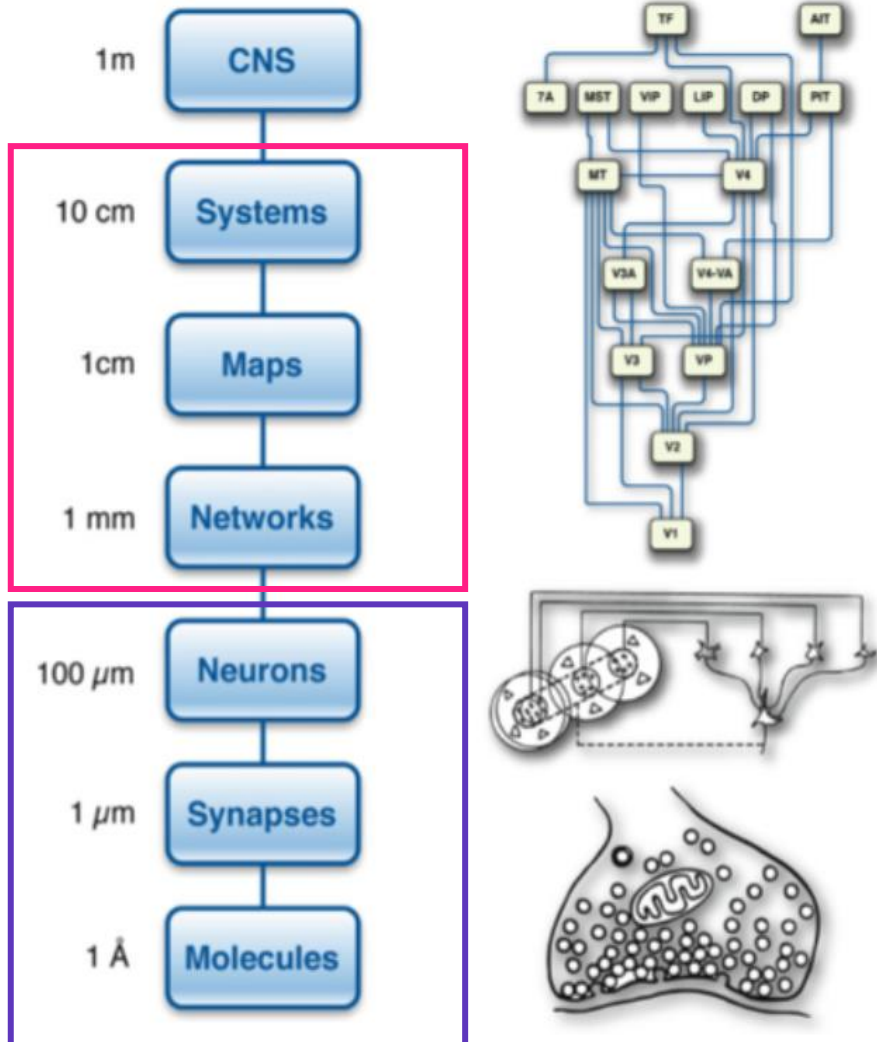 1m
CNS
10 cm
Systems
1cm
Maps
1 mm
Networks
100 µm
Neurons
1 µm
Synapses
1 Å
Molecules
TF
AIT
7A
MST
VIP
LIP
DP
PIT
MT
V4
V3A
V4-VA
V3
VP
V2
V1